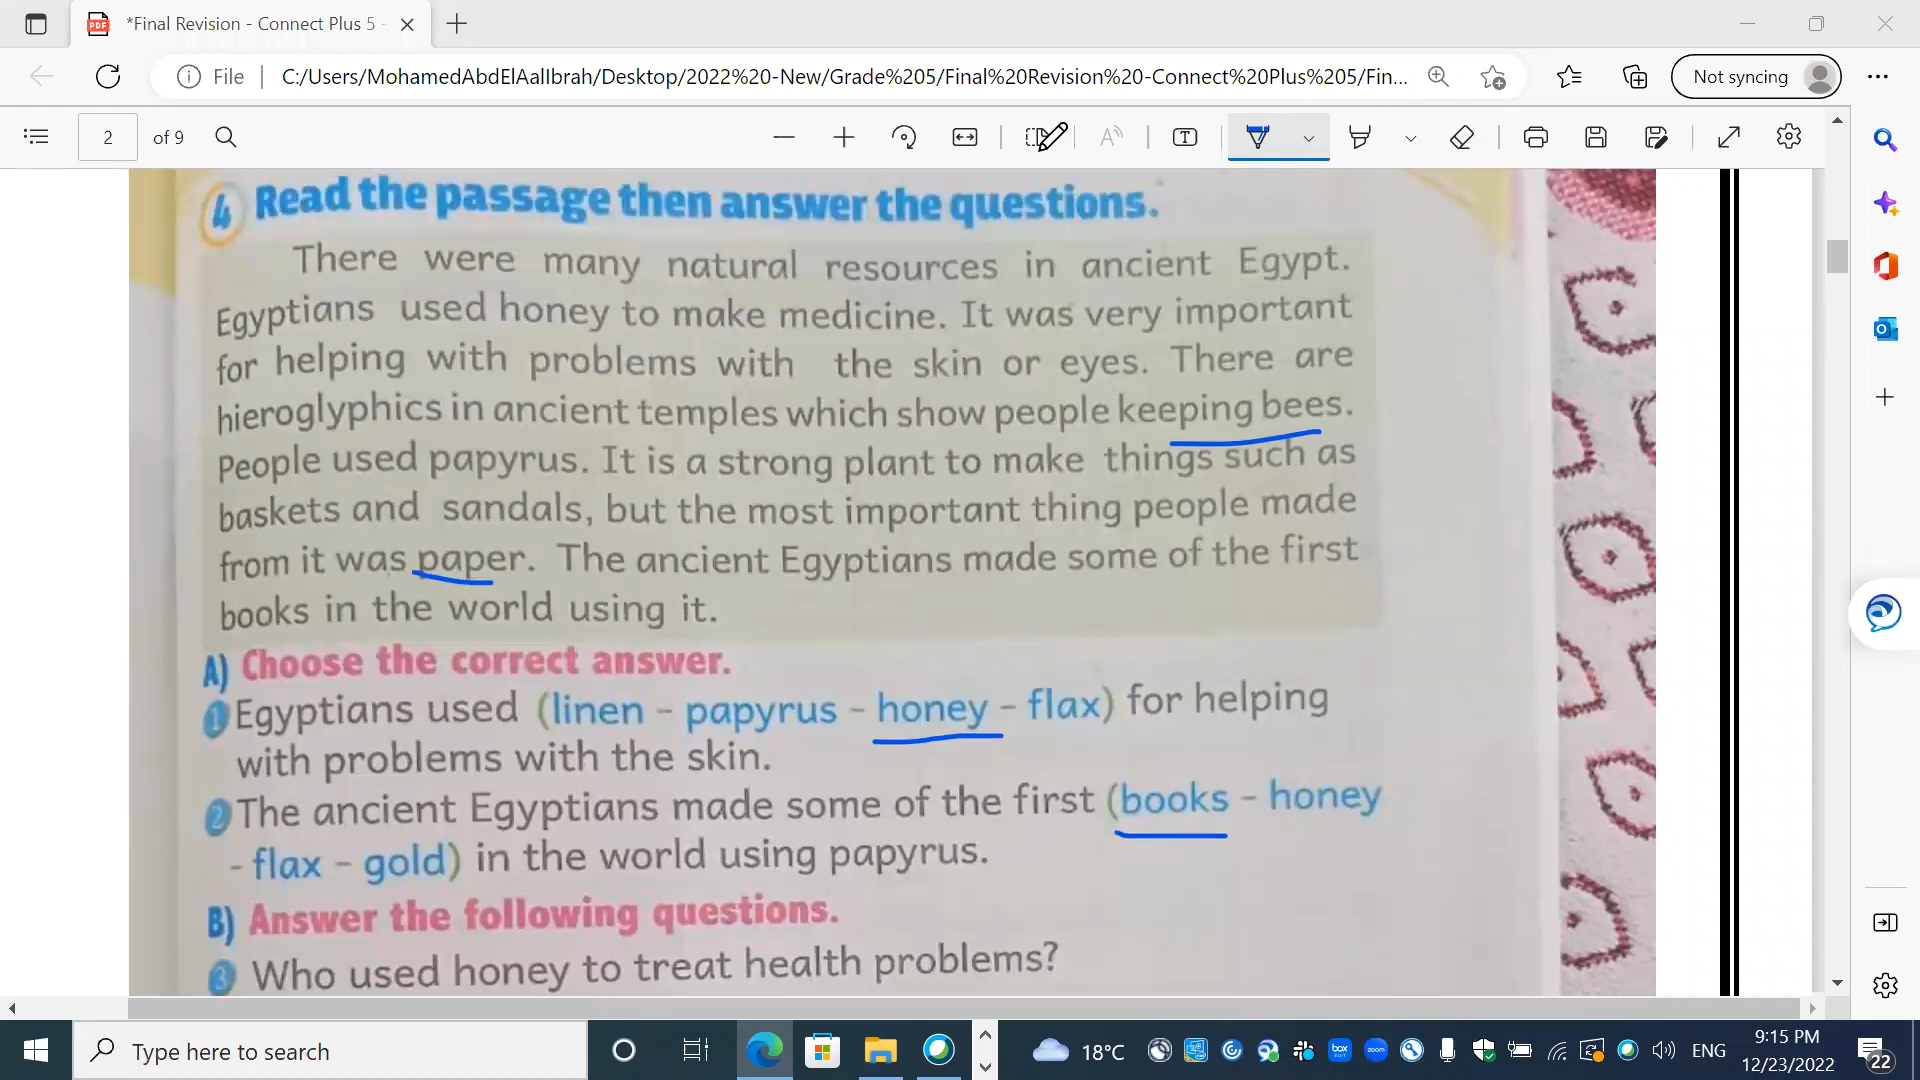 *Final Revision - Connect Plus 5 -
File
C:/Users/MohamedAbdElAalIbrah/Desktop/2022%20-New/Grade%205/Final%20Revision%20-Connect%20Plus%205/Fin...
Not syncing
2 of 9
4 Read the passage then answer the questions.
There were many natural resources in ancient Egypt.
Egyptians used honey to make medicine. It was very important
for helping with problems with the skin or eyes. There are
hieroglyphics in ancient temples which show people keeping bees.
People used papyrus. It is a strong plant to make things such as
baskets and sandals, but the most important thing people made
from it was paper. The ancient Egyptians made some of the first
books in the world using it.
A) Choose the correct answer.
1 Egyptians used (linen - papyrus - honey - flax) for helping
with problems with the skin.
2 The ancient Egyptians made some of the first (books - honey
- flax - gold) in the world using papyrus.
B) Answer the following questions.
3 Who used honey to treat health problems?
Type here to search
18°C
box
zoom
ENG
9:15 PM
12/23/2022
22